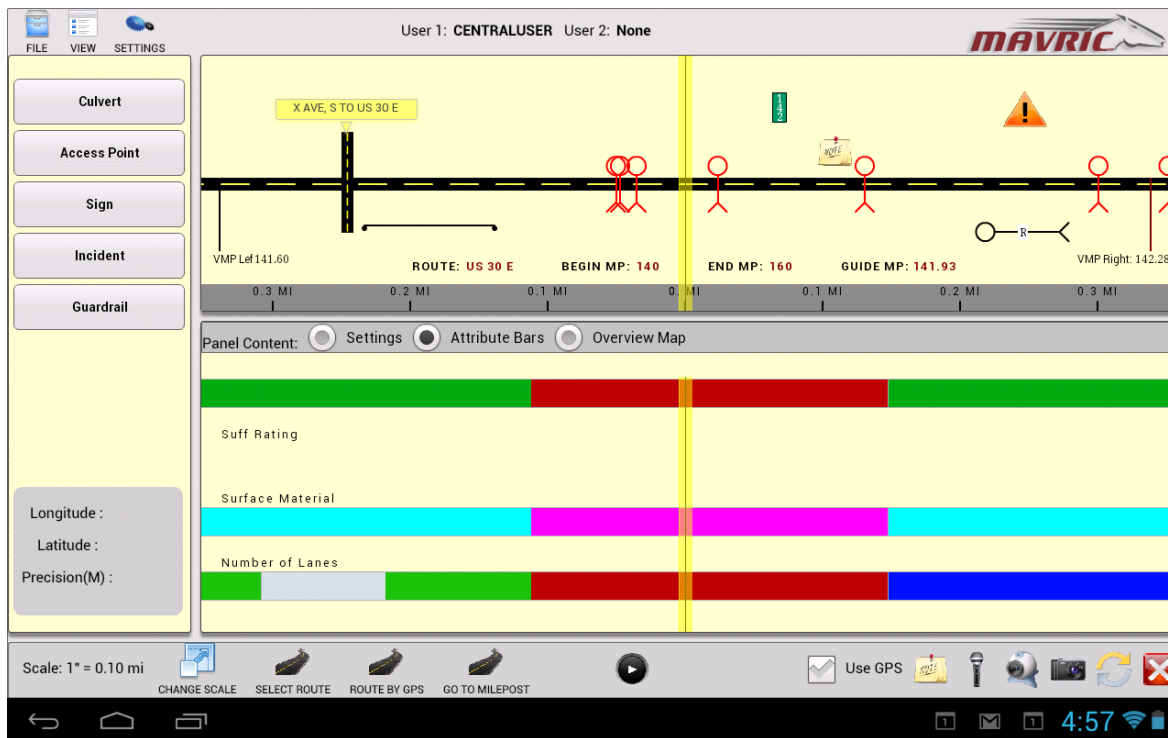 User 1: CENTRALUSER User 2: None
MAVRIC
FILE VIEW SETTINGS
Culvert
Access Point
Sign
Incident
Guardrail
X AVE, S TO US 30 E
142
NOTE
R
VMP Lef141.60
VMP Right: 142.28
ROUTE: US 30 E BEGIN MP: 140 END MP: 160 GUIDE MP: 141.93
0.3 MI 0.2 MI 0.1 MI 0. MI 0.1 MI 0.2 MI 0.3 MI
Panel Content: Settings Attribute Bars Overview Map
Suff Rating
Surface Material
Number of Lanes
Longitude :
Latitude :
Precision(M) :
Scale: 1" = 0.10 mi
CHANGE SCALE SELECT ROUTE ROUTE BY GPS GO TO MILEPOST
Use GPS
NOTE
1
1
4:57